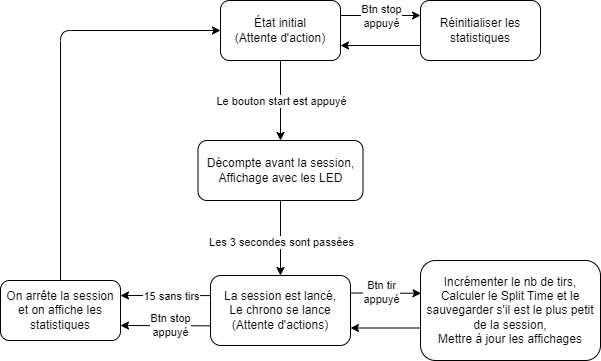 État initial
(Attente d'action)
Btn stop
appuyé
Réinitialiser les
statistiques
Le bouton start est appuyé
Décompte avant la session,
Affichage avec les LED
Les 3 secondes sont passées
On arrête la session
et on affiche les
statistiques
15 sans tirs
Btn stop
appuyé
La session est lancé,
Le chrono se lance
(Attente d'actions)
Btn tir
appuyé
Incrémenter le nb de tirs,
Calculer le Split Time et le
sauvegarder s'il est le plus petit
de la session,
Mettre à jour les affichages